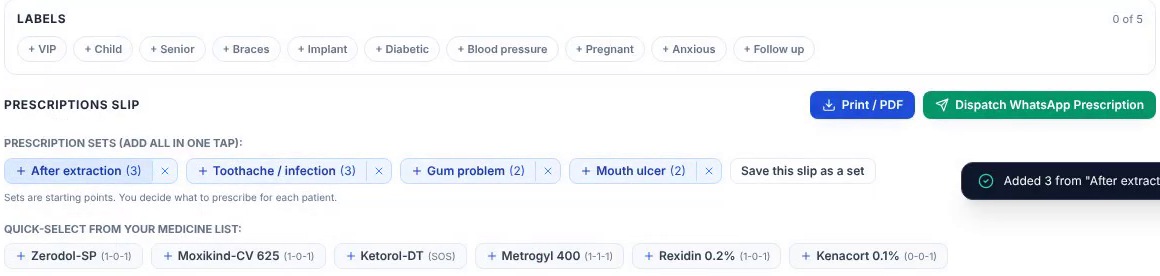 LABELS 0 of 5
+ VIP + Child + Senior + Braces + Implant + Diabetic + Blood pressure + Pregnant + Anxious + Follow up
PRESCRIPTIONS SLIP Print / PDF Dispatch WhatsApp Prescription
PRESCRIPTION SETS (ADD ALL IN ONE TAP):
+ After extraction (3) × + Toothache / infection (3) × + Gum problem (2) × + Mouth ulcer (2) × Save this slip as a set
Added 3 from "After extract
Sets are starting points. You decide what to prescribe for each patient.
QUICK-SELECT FROM YOUR MEDICINE LIST:
+ Zerodol-SP (1-0-1) + Moxikind-CV 625 (1-0-1) + Ketorol-DT (SOS) + Metrogyl 400 (1-1-1) + Rexidin 0.2% (1-0-1) + Kenacort 0.1% (0-0-1)